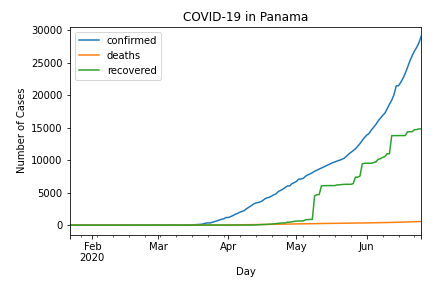 COVID-19 in Panama
confirmed
deaths
recovered
Number of Cases
30000
25000
20000
15000
10000
5000
0
Feb
2020
Mar
Apr
May
Jun
Day